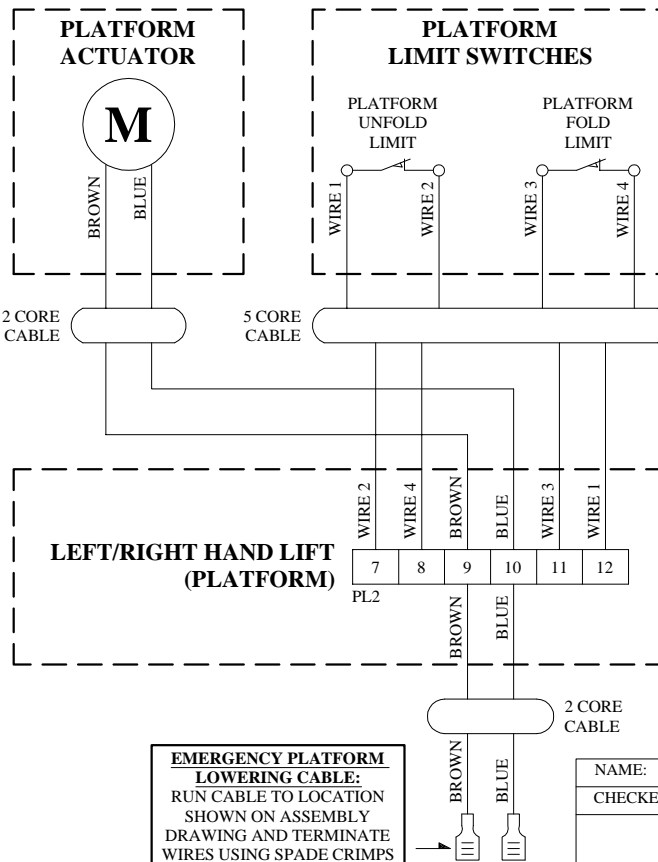 PLATFORM
ACTUATOR
PLATFORM
LIMIT SWITCHES
M
PLATFORM
UNFOLD
LIMIT
PLATFORM
FOLD
LIMIT
BROWN
BLUE
WIRE 1
WIRE 2
WIRE 3
WIRE 4
2 CORE
CABLE
5 CORE
CABLE
WIRE 2
WIRE 4
BROWN
BLUE
WIRE 3
WIRE 1
LEFT/RIGHT HAND LIFT
(PLATFORM)
7 8 9 10 11 12
PL2
BROWN
BLUE
2 CORE
CABLE
BROWN
BLUE
EMERGENCY PLATFORM
LOWERING CABLE:
RUN CABLE TO LOCATION
SHOWN ON ASSEMBLY
DRAWING AND TERMINATE
WIRES USING SPADE CRIMPS
NAME:
CHECKE